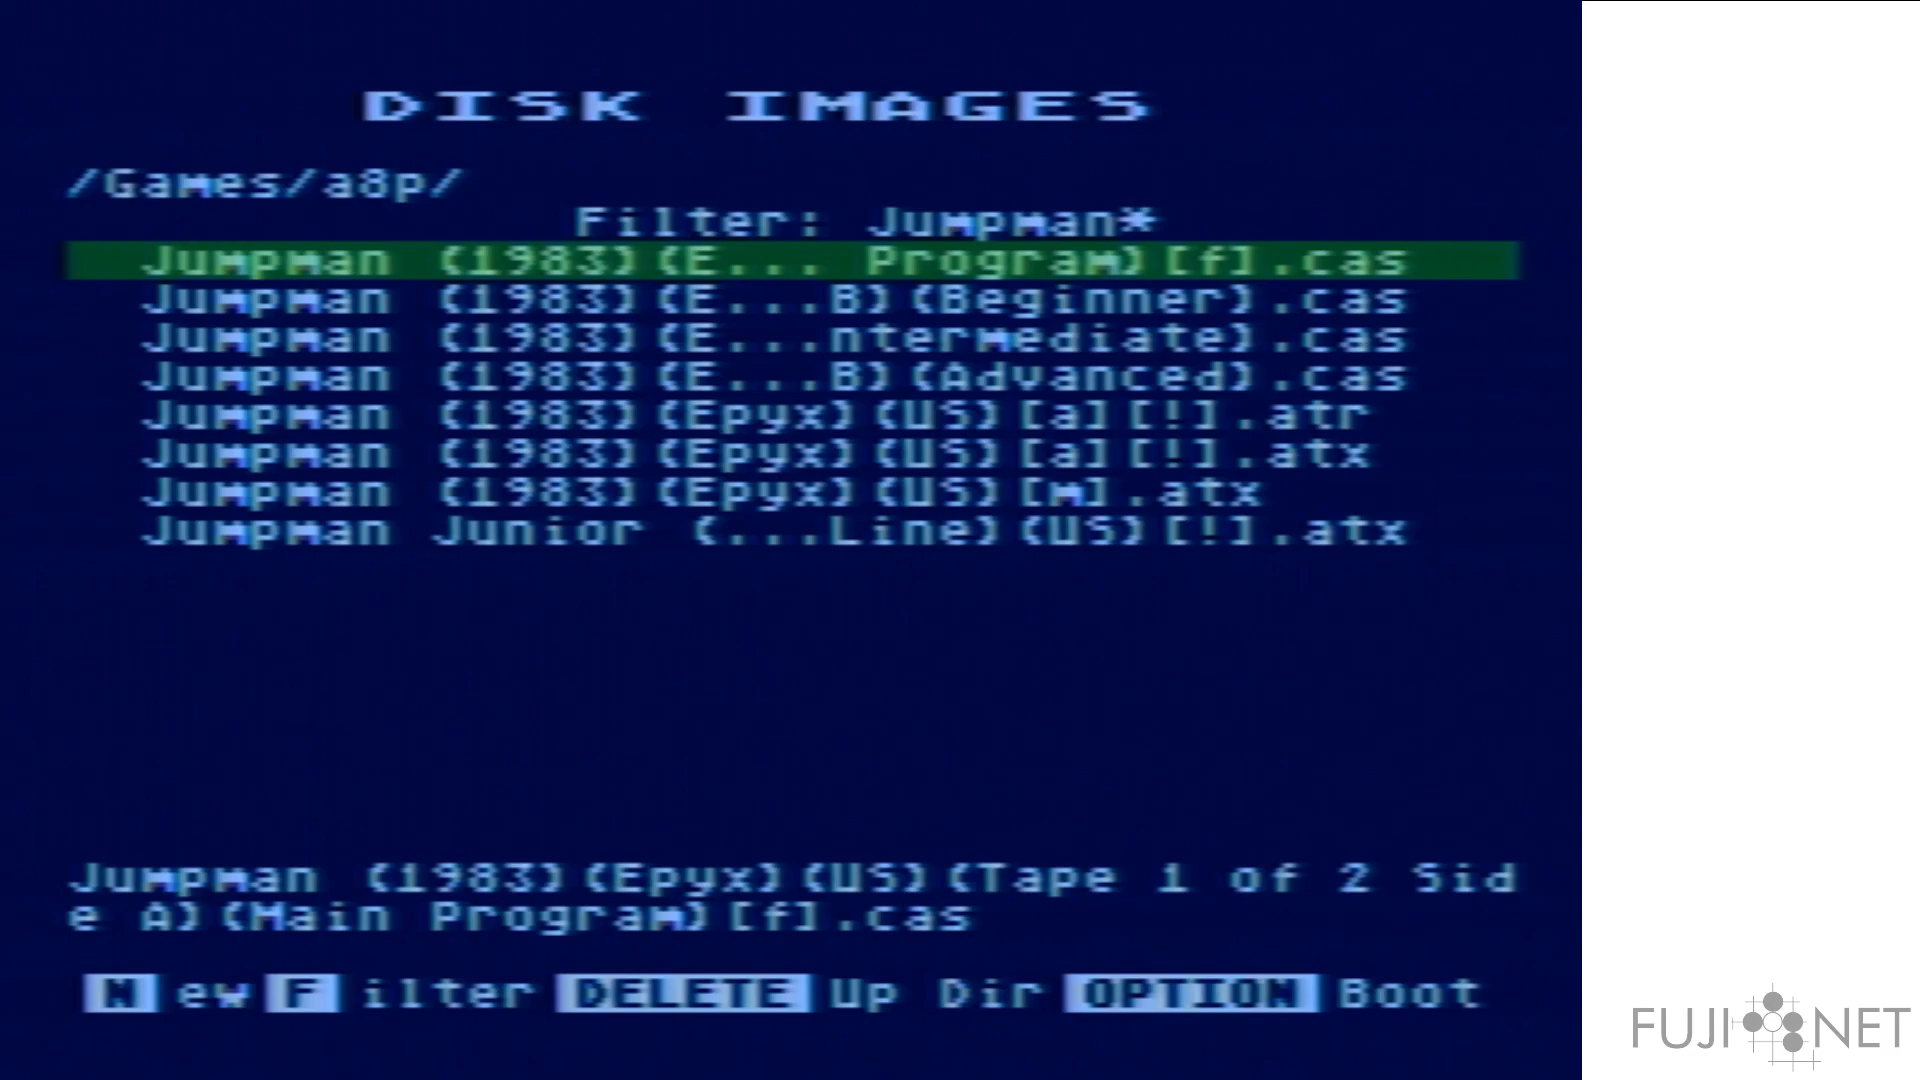 DISK IMAGES
/Games/a8p/
Filter: Jumpman*
Jumpman (1983)(E... Program)[f].cas
Jumpman (1983)(E...B)(Beginner).cas
Jumpman (1983)(E...ntermediate).cas
Jumpman (1983)(E...B)(Advanced).cas
Jumpman (1983)(Epyx)(US)[a][!].atr
Jumpman (1983)(Epyx)(US)[a][!].atx
Jumpman (1983)(Epyx)(US)[m].atx
Jumpman Junior (...Line)(US)[!].atx
Jumpman (1983)(Epyx)(US)(Tape 1 of 2 Sid
e A)(Main Program)[f].cas
New Filter DELETE Up Dir OPTION Boot
FUJINET